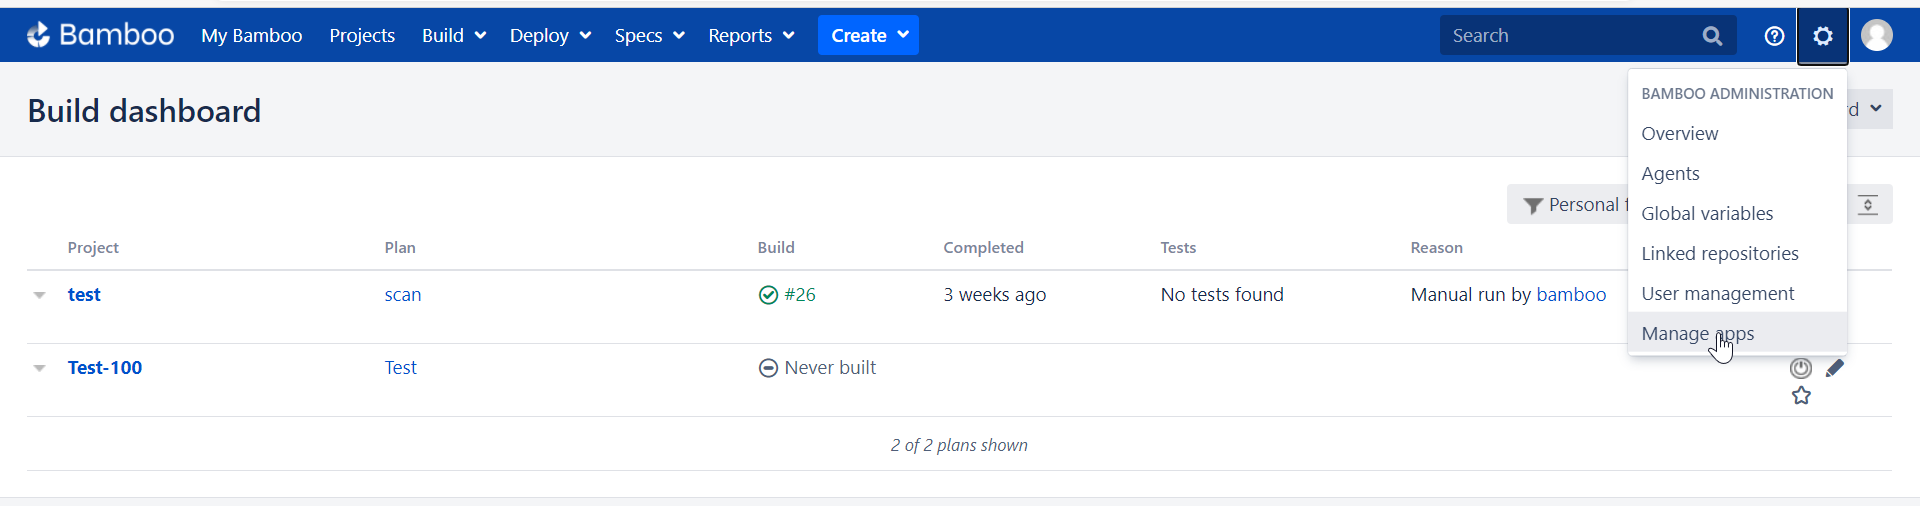 Bamboo My Bamboo Projects Build Deploy Specs Reports Create Search
BAMBOO ADMINISTRATION
Build dashboard
Overview
Agents
Personal
Global variables
Project Plan Build Completed Tests Reason
Linked repositories
test scan #26 3 weeks ago No tests found Manual run by bamboo
User management
Manage apps
Test-100 Test Never built
2 of 2 plans shown